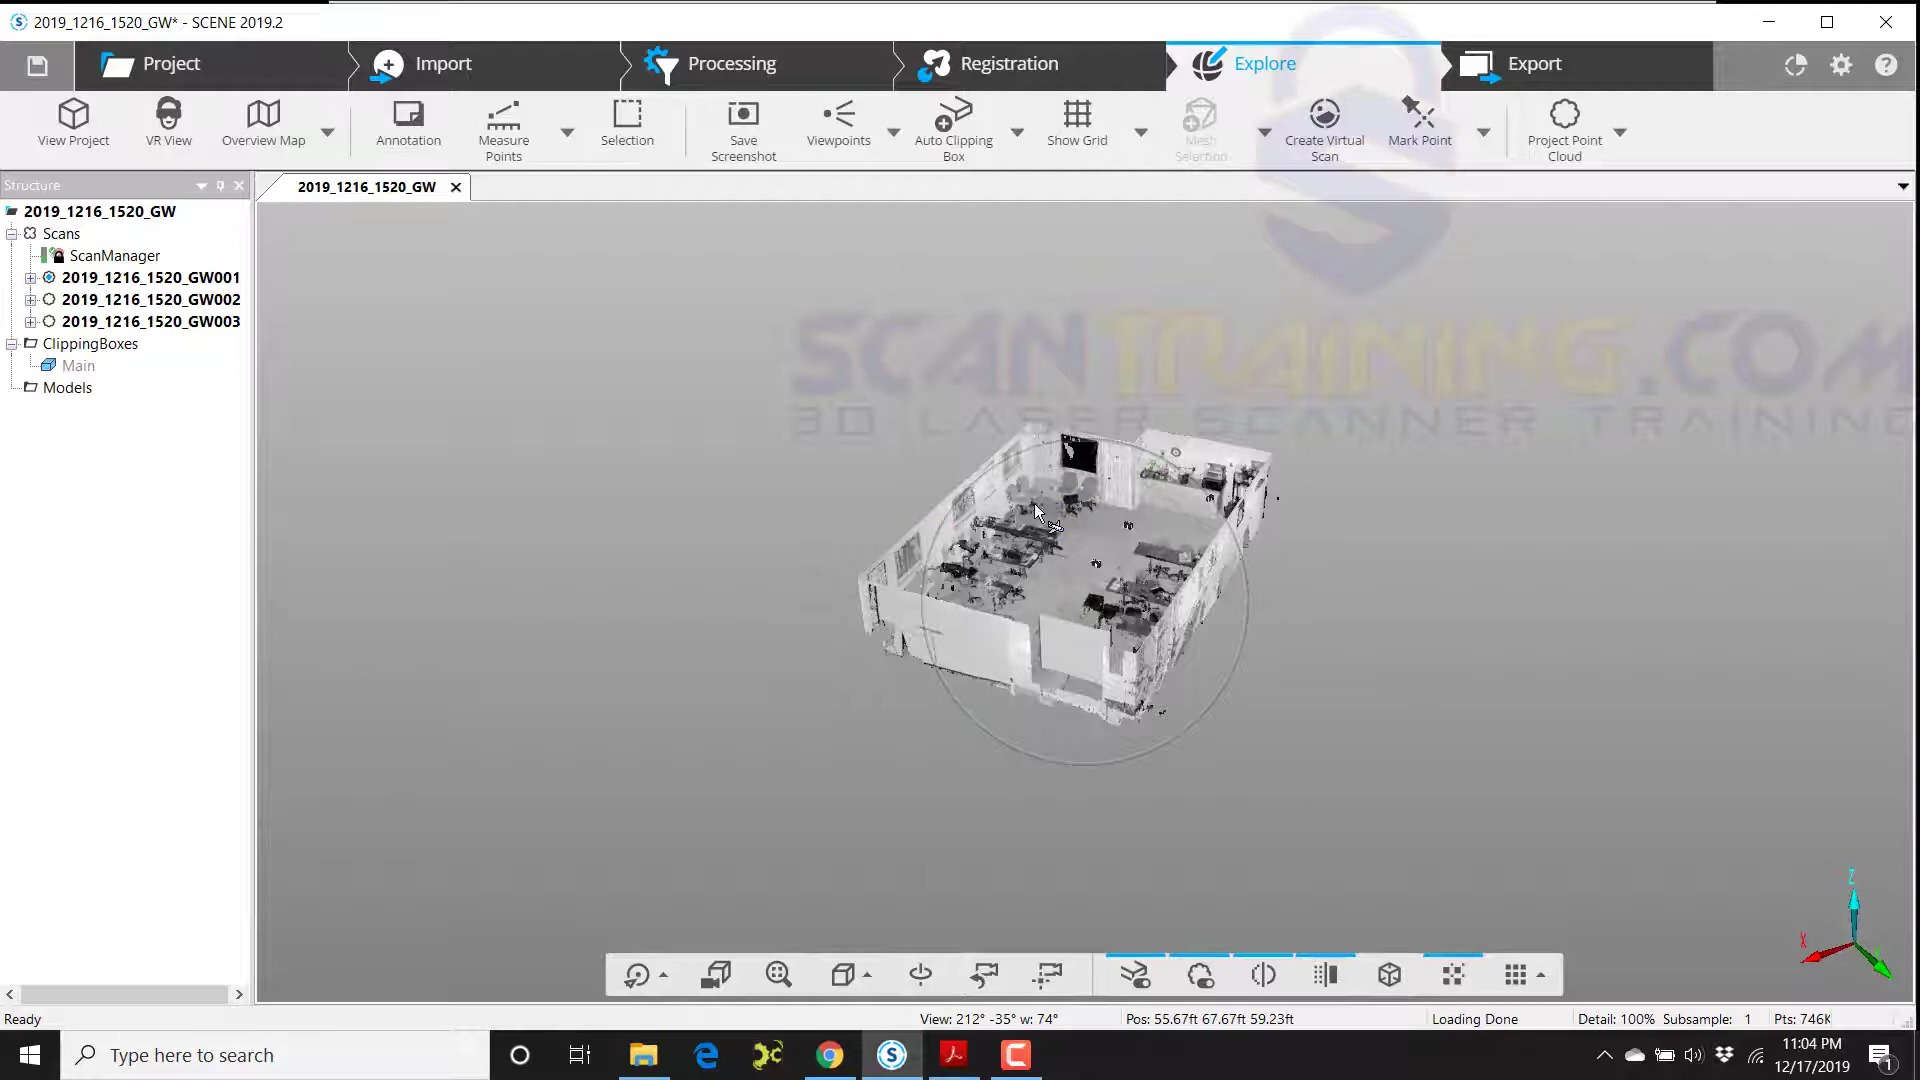 2019_1216_1520_GW* - SCENE 2019.2
Project
Import
Processing
Registration
Explore
Export
View Project
VR View
Overview Map
Annotation
Measure
Points
Selection
Save
Screenshot
Viewpoints
Auto Clipping
Box
Show Grid
Mesh
Selection
Create Virtual
Scan
Mark Point
Project Point
Cloud
Structure
2019_1216_1520_GW
2019_1216_1520_GW
Scans
ScanManager
2019_1216_1520_GW001
2019_1216_1520_GW002
2019_1216_1520_GW003
ClippingBoxes
Main
Models
SCANTRAINING.COM
3D LASER SCANNER TRAINING
Z
X
Ready
View: 212° -35° w: 74°
Pos: 55.67ft 67.67ft 59.23ft
Loading Done
Detail: 100%
Subsample: 1
Pts: 746K
Type here to search
11:04 PM
12/17/2019
1